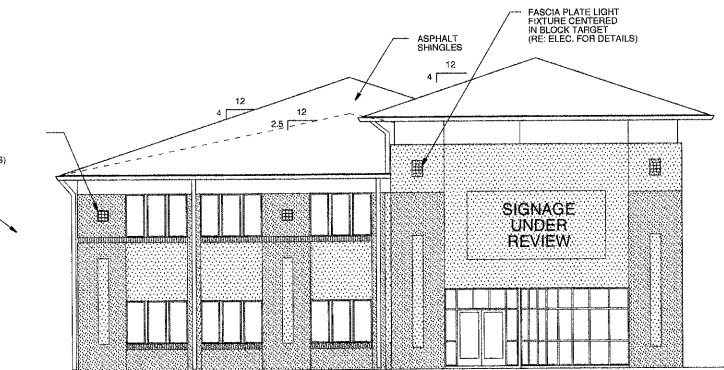 FASCIA PLATE LIGHT
FIXTURE CENTERED
IN BLOCK TARGET
(RE: ELEC. FOR DETAILS)
ASPHALT
SHINGLES
12
4
12
4
12
2.5
S)
SIGNAGE
UNDER
REVIEW